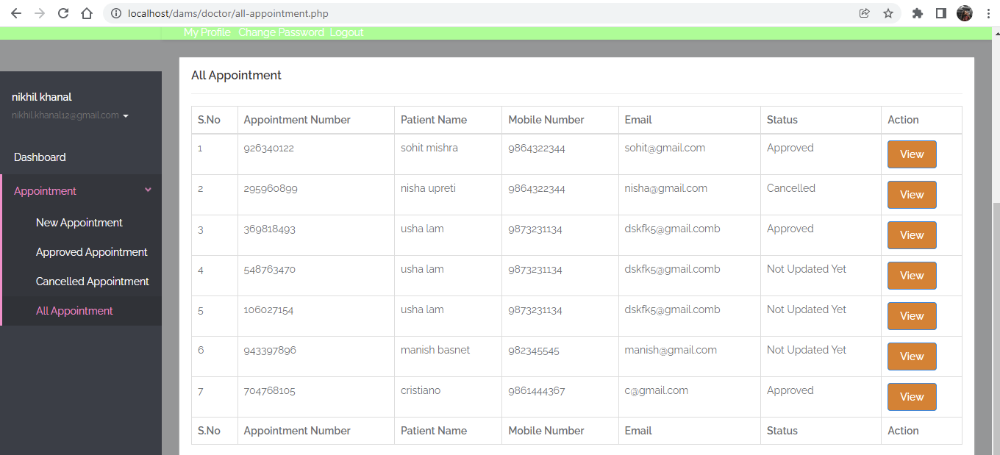 localhost/dams/doctor/all-appointment.php
My Profile Change Password Logout
nikhil khanal
nikhil.khanal12@gmail.com
Dashboard
Appointment
New Appointment
Approved Appointment
Cancelled Appointment
All Appointment
All Appointment
S.No Appointment Number Patient Name Mobile Number Email Status Action
1 926340122 sohit mishra 9864322344 sohit@gmail.com Approved View
2 295960899 nisha upreti 9864322344 nisha@gmail.com Cancelled View
3 369818493 usha lam 9873231134 dskfk5@gmail.comb Approved View
4 548763470 usha lam 9873231134 dskfk5@gmail.comb Not Updated Yet View
5 106027154 usha lam 9873231134 dskfk5@gmail.comb Not Updated Yet View
6 943397896 manish basnet 982345545 manish@gmail.com Not Updated Yet View
7 704768105 cristiano 9861444367 c@gmail.com Approved View
S.No Appointment Number Patient Name Mobile Number Email Status Action